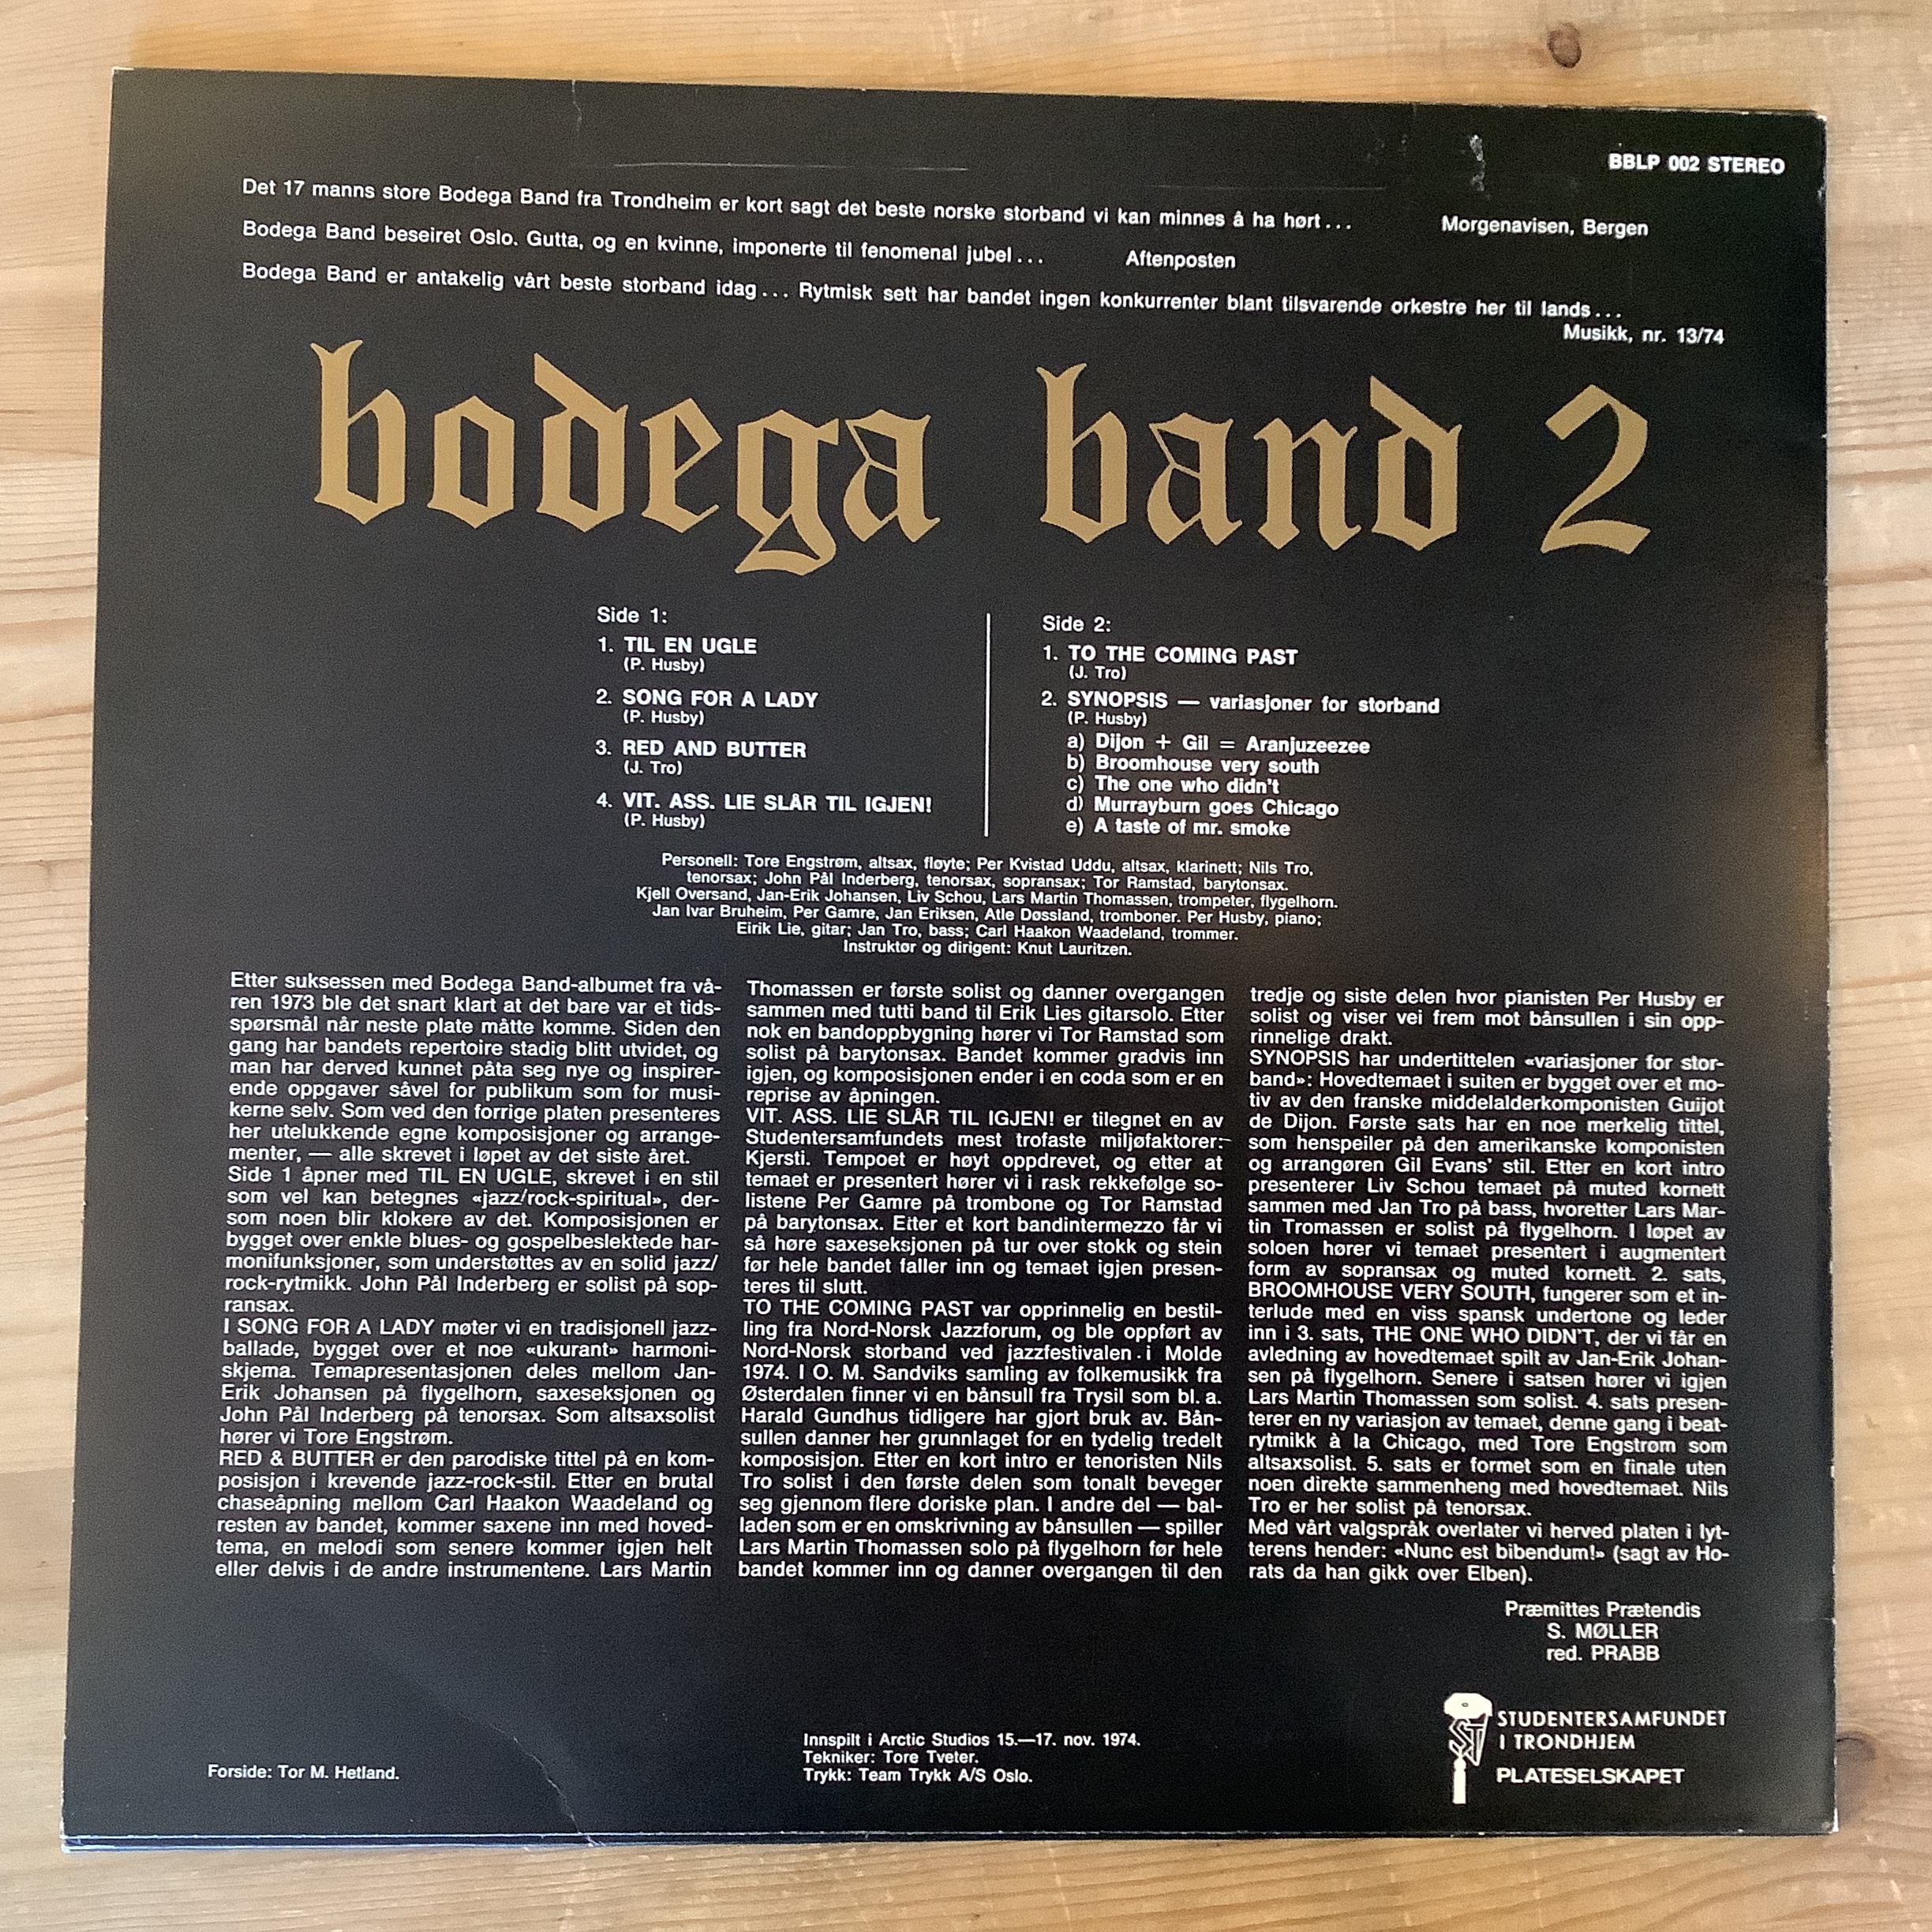 BBLP 002 STEREO
Det 17 manns store Bodega Band fra Trondheim er kort sagt det beste norske storband vi kan minnes å ha hørt... Morgenavisen, Bergen
Bodega Band beseiret Oslo. Gutta, og en kvinne, imponerte til fenomenal jubel... Aftenposten
Bodega Band er antakelig vårt beste storband idag... Rytmisk sett har bandet ingen konkurrenter blant tilsvarende orkestre her til lands...
Musikk, nr. 13/74
bodega band 2
Side 1:
1. TIL EN UGLE
(P. Husby)
2. SONG FOR A LADY
(P. Husby)
3. RED AND BUTTER
(J. Tro)
4. VIT. ASS. LIE SLÅR TIL IGJEN!
(P. Husby)
Side 2:
1. TO THE COMING PAST
(J. Tro)
2. SYNOPSIS — variasjoner for storband
(P. Husby)
a) Dijon + Gil = Aranjuzeezee
b) Broomhouse very south
c) The one who didn't
d) Murrayburn goes Chicago
e) A taste of mr. smoke
Personell: Tore Engstrøm, altsax, fløyte; Per Kvistad Uddu, altsax, klarinett; Nils Tro,
tenorsax; John Pål Inderberg, tenorsax, sopransax; Tor Ramstad, barytonsax.
Kjell Oversand, Jan-Erik Johansen, Liv Schou, Lars Martin Thomassen, trompeter, flygelhorn.
Jan Ivar Bruheim, Per Gamre, Jan Eriksen, Atle Døssland, tromboner. Per Husby, piano;
Eirik Lie, gitar; Jan Tro, bass; Carl Haakon Waadeland, trommer.
Instruktør og dirigent: Knut Lauritzen.
Etter suksessen med Bodega Band-albumet fra vå-
ren 1973 ble det snart klart at det bare var et tids-
spørsmål når neste plate måtte komme. Siden den
gang har bandets repertoire stadig blitt utvidet, og
man har derved kunnet påta seg nye og inspirer-
ende oppgaver såvel for publikum som for musi-
kerne selv. Som ved den forrige platen presenteres
her utelukkende egne komposisjoner og arrange-
menter, — alle skrevet i løpet av det siste året.
Side 1 åpner med TIL EN UGLE, skrevet i en stil
som vel kan betegnes «jazz/rock-spiritual», der-
som noen blir klokere av det. Komposisjonen er
bygget over enkle blues- og gospelbeslektede har-
monifunksjoner, som understøttes av en solid jazz/
rock-rytmikk. John Pål Inderberg er solist på sop-
ransax.
I SONG FOR A LADY møter vi en tradisjonell jazz-
ballade, bygget over et noe «ukurant» harmoni-
skjema. Temapresentasjonen deles mellom Jan-
Erik Johansen på flygelhorn, saxeseksjonen og
John Pål Inderberg på tenorsax. Som altsaxsolist
hører vi Tore Engstrøm.
RED & BUTTER er den parodiske tittel på en kom-
posisjon i krevende jazz-rock-stil. Etter en brutal
chaseåpning mellom Carl Haakon Waadeland og
resten av bandet, kommer saxene inn med hoved-
tema, en melodi som senere kommer igjen helt
eller delvis i de andre instrumentene. Lars Martin
Thomassen er første solist og danner overgangen
sammen med tutti band til Erik Lies gitarsolo. Etter
nok en bandoppbygning hører vi Tor Ramstad som
solist på barytonsax. Bandet kommer gradvis inn
igjen, og komposisjonen ender i en coda som er en
reprise av åpningen.
VIT. ASS. LIE SLÅR TIL IGJEN! er tilegnet en av
Studentersamfundets mest trofaste miljøfaktorer:
Kjersti. Tempoet er høyt oppdrevet, og etter at
temaet er presentert hører vi i rask rekkefølge so-
listene Per Gamre på trombone og Tor Ramstad
på barytonsax. Etter et kort bandintermezzo får vi
så høre saxeseksjonen på tur over stokk og stein
før hele bandet faller inn og temaet igjen presen-
teres til slutt.
TO THE COMING PAST var opprinnelig en bestil-
ling fra Nord-Norsk Jazzforum, og ble oppført av
Nord-Norsk storband ved jazzfestivalen i Molde
1974. I O. M. Sandviks samling av folkemusikk fra
Østerdalen finner vi en bånsull fra Trysil som bl. a.
Harald Gundhus tidligere har gjort bruk av. Bån-
sullen danner her grunnlaget for en tydelig tredelt
komposisjon. Etter en kort intro er tenoristen Nils
Tro solist i den første delen som tonalt beveger
seg gjennom flere doriske plan. I andre del — bal-
laden som er en omskrivning av bånsullen — spiller
Lars Martin Thomassen solo på flygelhorn før hele
bandet kommer inn og danner overgangen til den
tredje og siste delen hvor pianisten Per Husby er
solist og viser vei frem mot bånsullen i sin opp-
rinnelige drakt.
SYNOPSIS har undertittelen «variasjoner for stor-
band»: Hovedtemaet i suiten er bygget over et mo-
tiv av den franske middelalderkomponisten Guijot
de Dijon. Første sats har en noe merkelig tittel,
som henspeiler på den amerikanske komponisten
og arrangøren Gil Evans' stil. Etter en kort intro
presenterer Liv Schou temaet på muted kornett
sammen med Jan Tro på bass, hvoretter Lars Mar-
tin Tromassen er solist på flygelhorn. I løpet av
soloen hører vi temaet presentert i augmentert
form av sopransax og muted kornett. 2. sats,
BROOMHOUSE VERY SOUTH, fungerer som et in-
terlude med en viss spansk undertone og leder
inn i 3. sats, THE ONE WHO DIDN'T, der vi får en
avledning av hovedtemaet spilt av Jan-Erik Johan-
sen på flygelhorn. Senere i satsen hører vi igjen
Lars Martin Thomassen som solist. 4. sats presen-
terer en ny variasjon av temaet, denne gang i beat-
rytmikk à la Chicago, med Tore Engstrøm som
altsaxsolist. 5. sats er formet som en finale uten
noen direkte sammenheng med hovedtemaet. Nils
Tro er her solist på tenorsax.
Med vårt valgspråk overlater vi herved platen i lyt-
terens hender: «Nunc est bibendum!» (sagt av Ho-
rats da han gikk over Elben).
Præmittes Prætendis
S. MØLLER
red. PRABB
Forside: Tor M. Hetland.
Innspilt i Arctic Studios 15.—17. nov. 1974.
Tekniker: Tore Tveter.
Trykk: Team Trykk A/S Oslo.
STUDENTERSAMFUNDET
I TRONDHJEM
PLATESELSKAPET